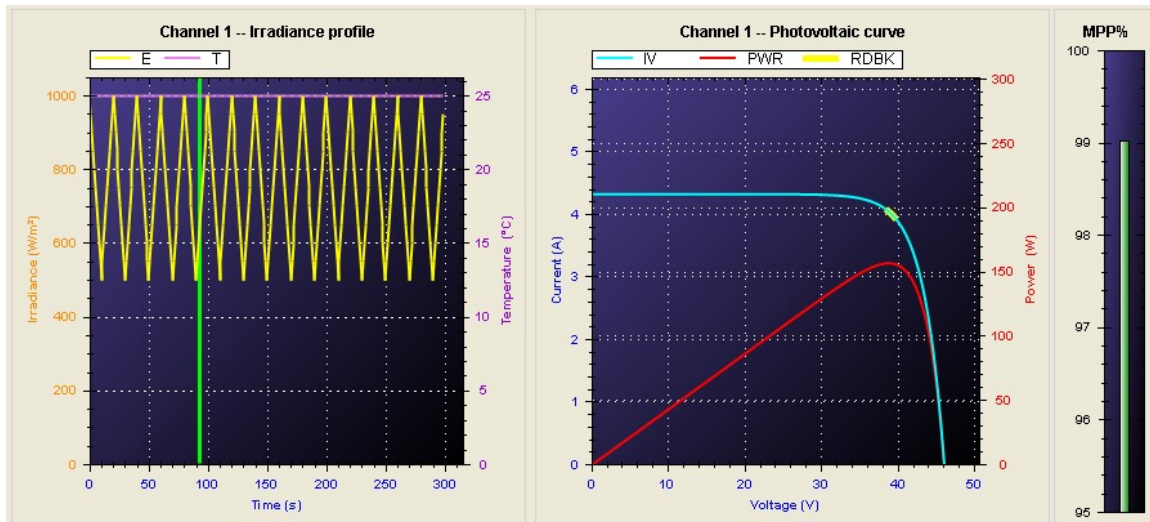 Channel 1 -- Irradiance profile
E T
1000
800
600
400
200
0
Irradiance (W/m²)
25
20
15
10
5
0
Temperature (°C)
0 50 100 150 200 250 300
Time (s)
Channel 1 -- Photovoltaic curve
IV PWR RDBK
6
5
4
3
2
1
0
Current (A)
300
250
200
150
100
50
0
Power (W)
0 10 20 30 40 50
Voltage (V)
MPP%
100
99
98
97
96
95